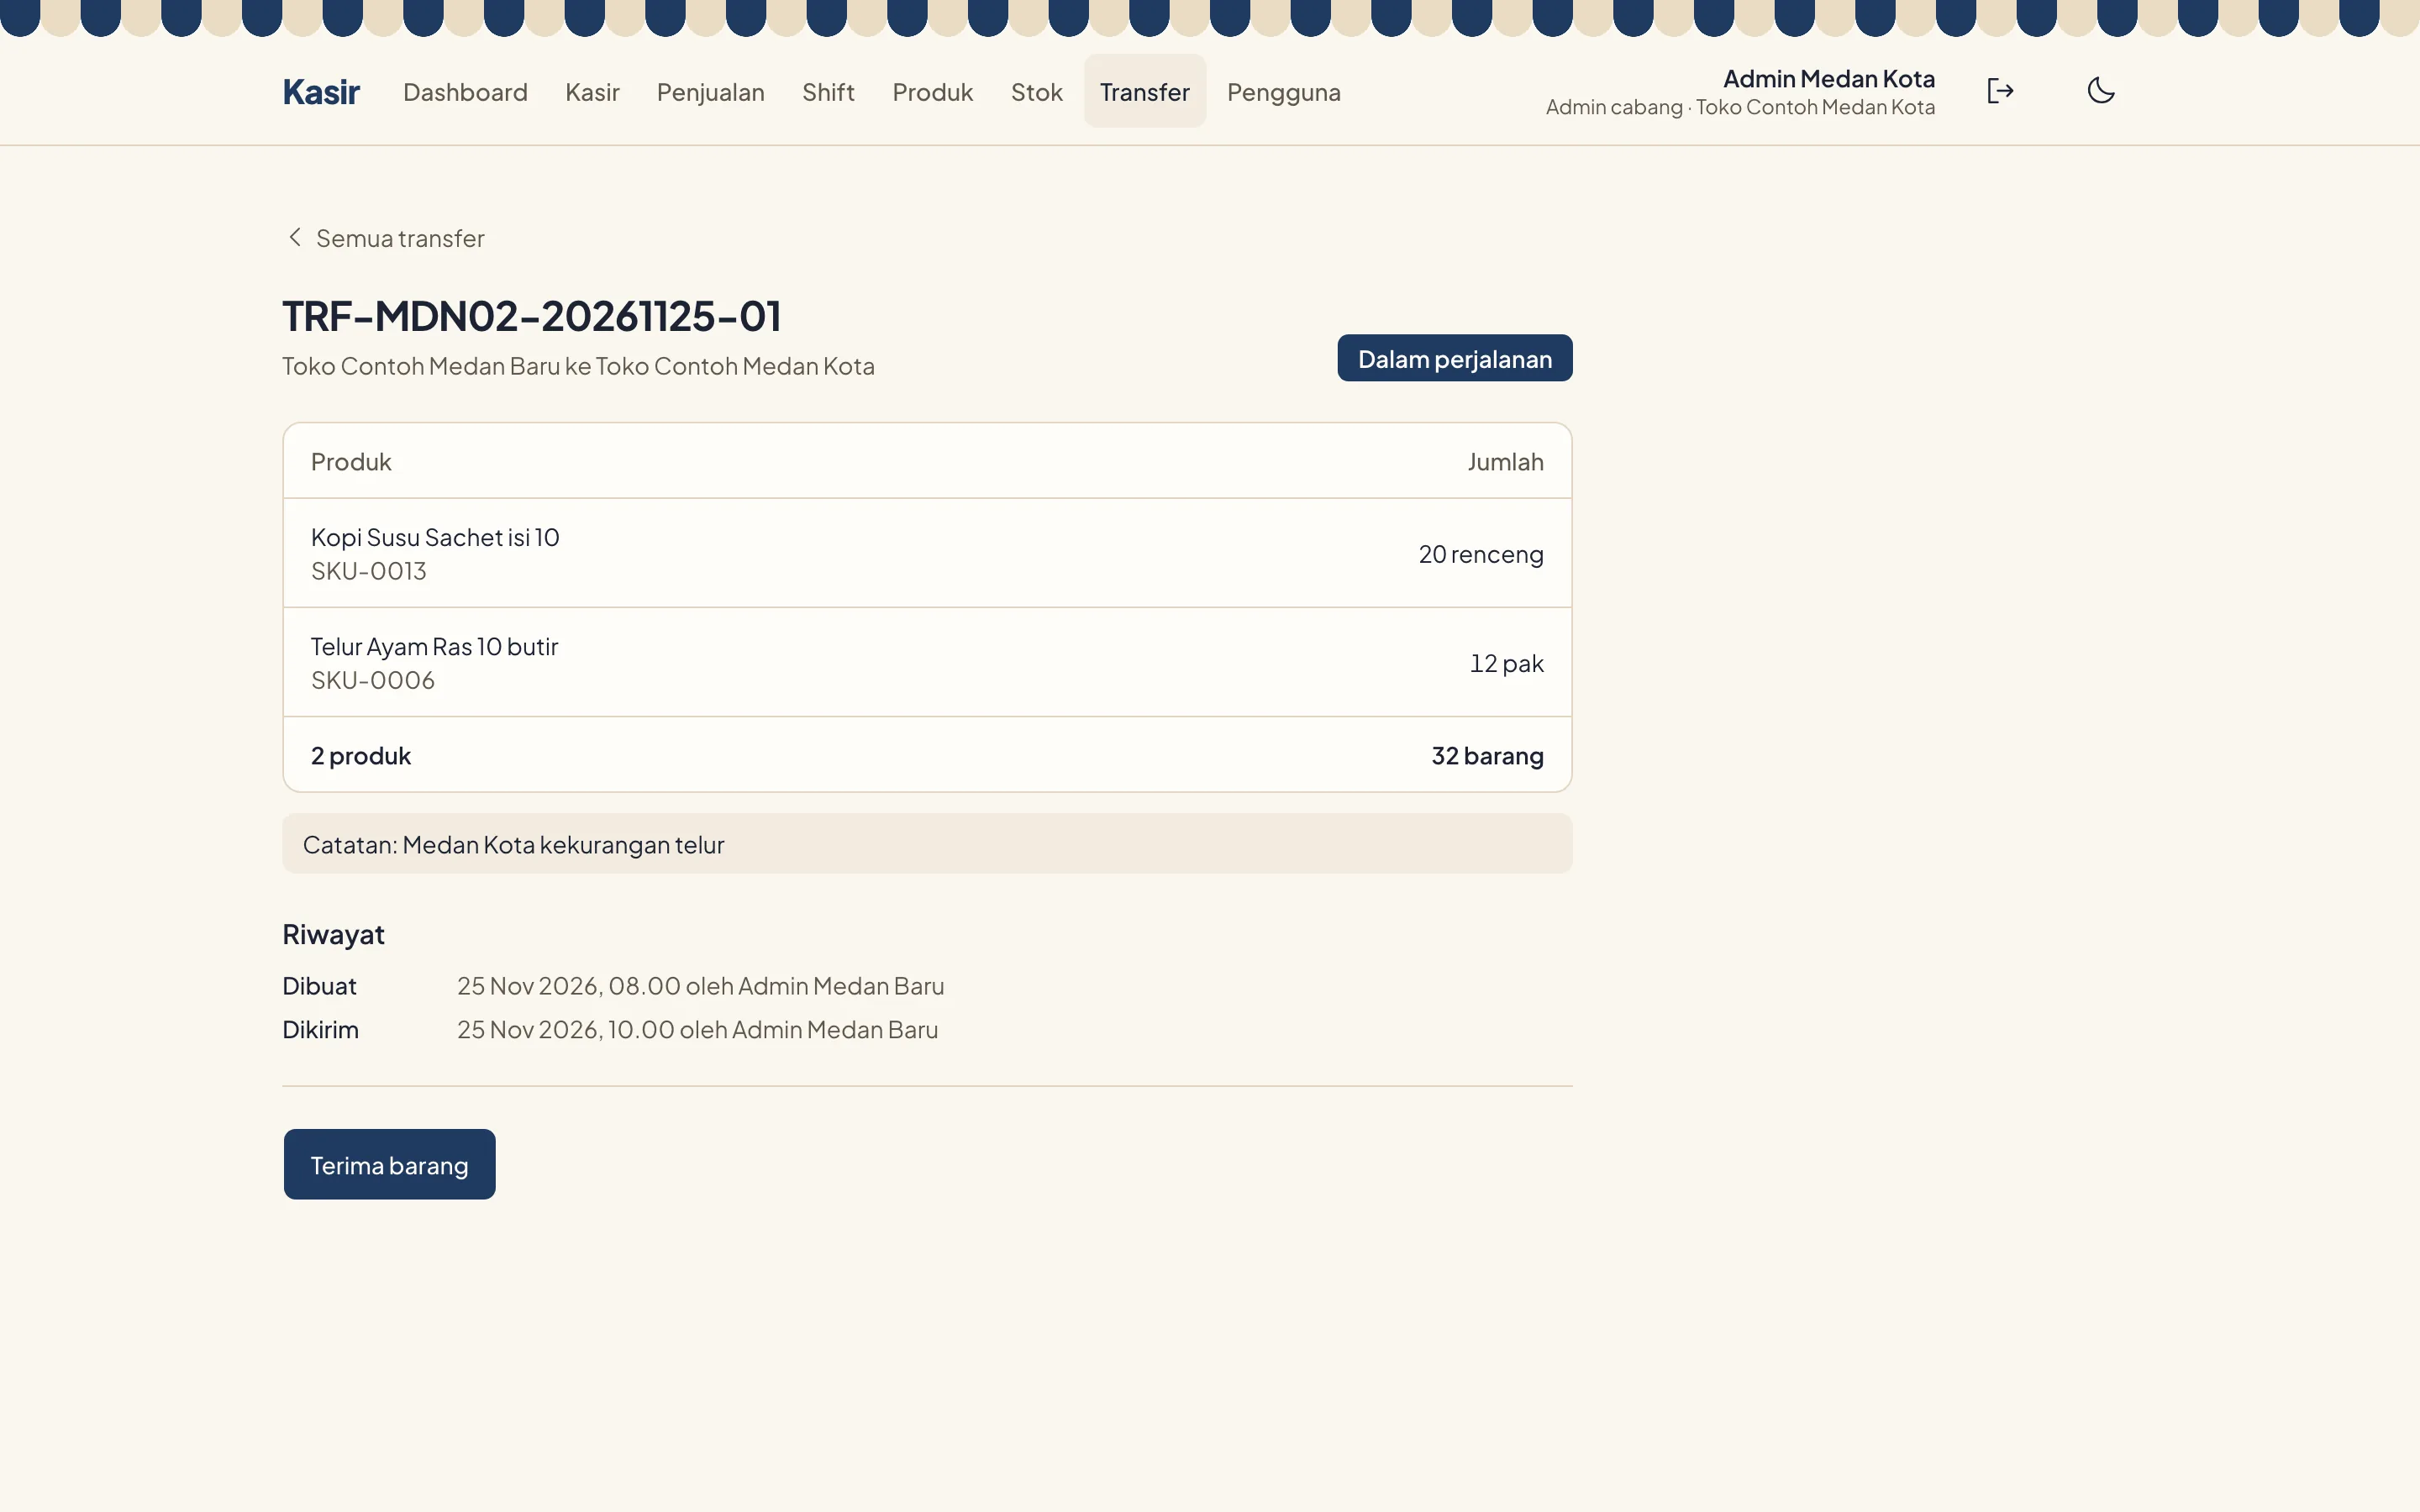 Kasir
Dashboard
Kasir
Penjualan
Shift
Produk
Stok
Transfer
Pengguna
Admin Medan Kota
Admin cabang · Toko Contoh Medan Kota
Semua transfer
TRF-MDN02-20261125-01
Toko Contoh Medan Baru ke Toko Contoh Medan Kota
Dalam perjalanan
Produk Jumlah
Kopi Susu Sachet isi 10
SKU-0013
20 renceng
Telur Ayam Ras 10 butir
SKU-0006
12 pak
2 produk 32 barang
Catatan: Medan Kota kekurangan telur
Riwayat
Dibuat 25 Nov 2026, 08.00 oleh Admin Medan Baru
Dikirim 25 Nov 2026, 10.00 oleh Admin Medan Baru
Terima barang